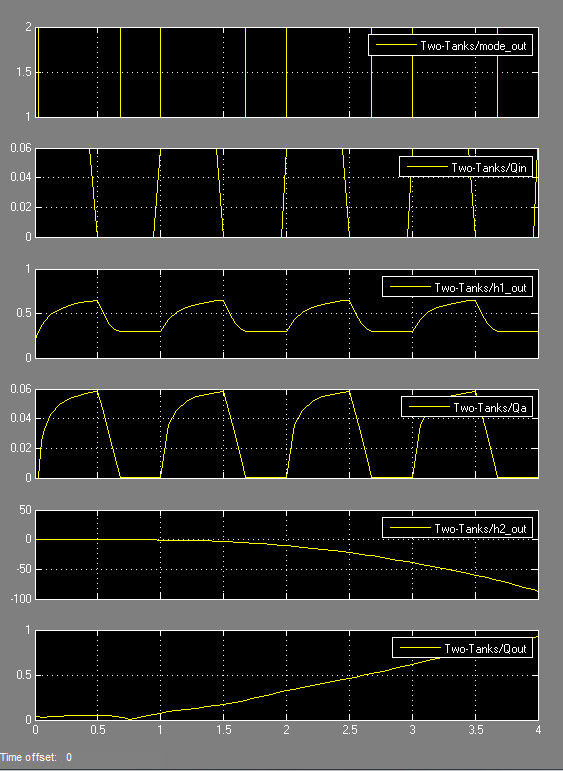 2
Two-Tanks/mode_out
1.5
1
0.06
Two-Tanks/Qin
0.04
0.02
0
1
Two-Tanks/h1_out
0.5
0
0.06
Two-Tanks/Qa
0.04
0.02
0
50
Two-Tanks/h2_out
0
-50
-100
1
Two-Tanks/Qout
0.5
0
0 0.5 1 1.5 2 2.5 3 3.5 4
Time offset: 0